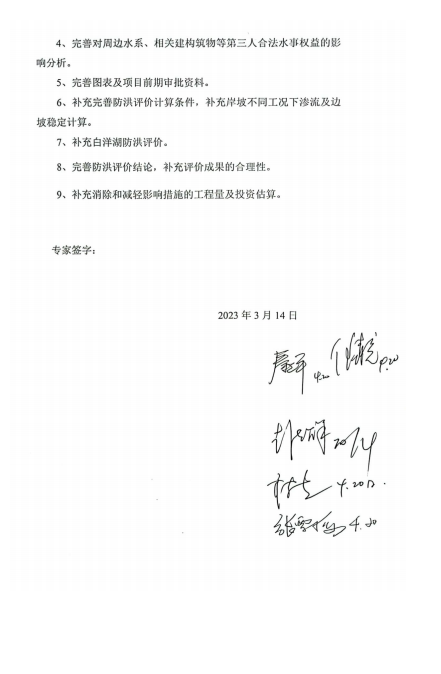 4、完善对周边水系、相关建构筑物等第三人合法水事权益的影
响分析。
5、完善图表及项目前期审批资料。
6、补充完善防洪评价计算条件，补充岸坡不同工况下渗流及边
坡稳定计算。
7、补充白洋湖防洪评价。
8、完善防洪评价结论，补充评价成果的合理性。
9、补充消除和减轻影响措施的工程量及投资估算。
专家签字：
2023 年 3 月 14 日
4.20
4.20